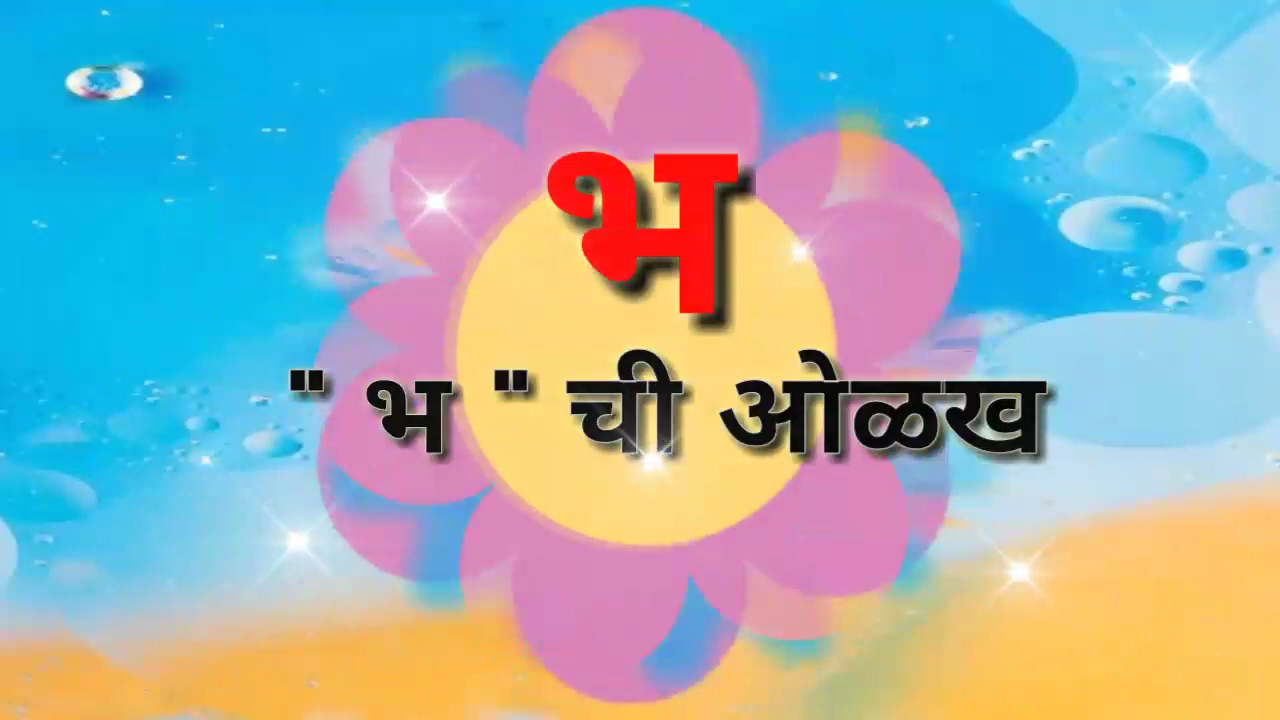 भ
" भ " ची ओळख